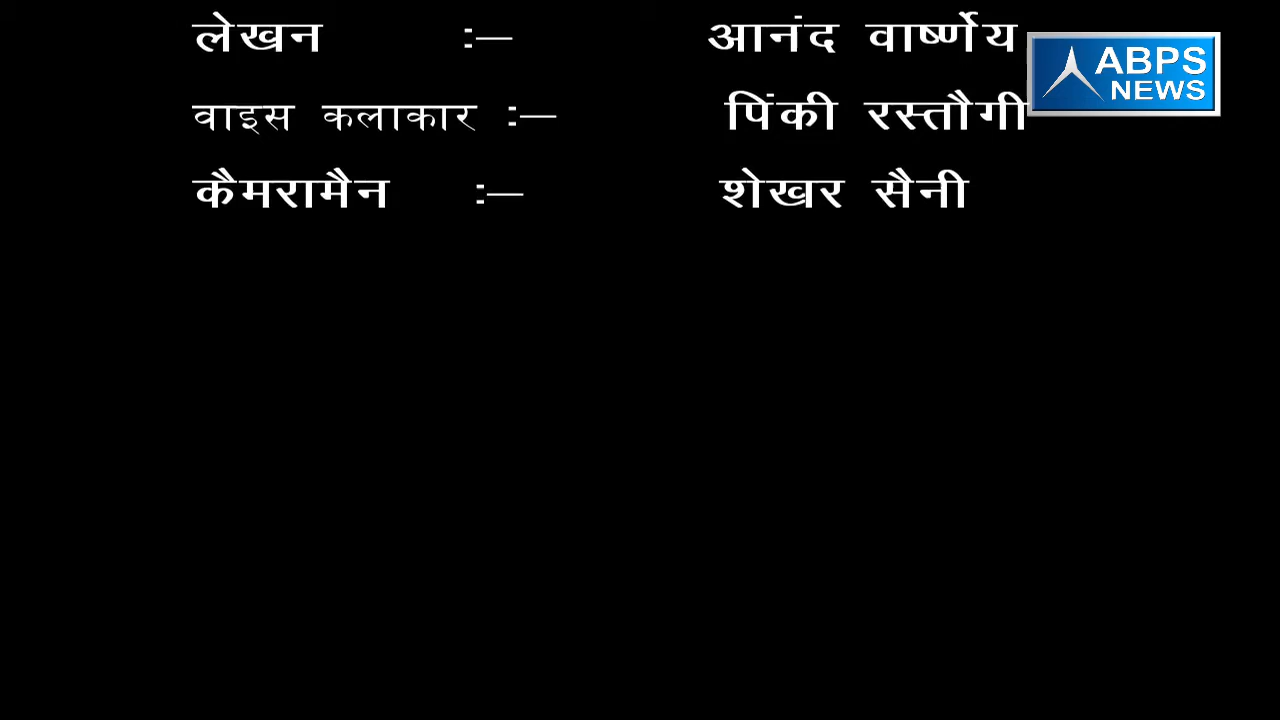 लेखन :— आनंद वार्ष्णेय
ABPS
NEWS
वाइस कलाकार :— पिंकी रस्तौगी
कैमरामैन :— शेखर सैनी